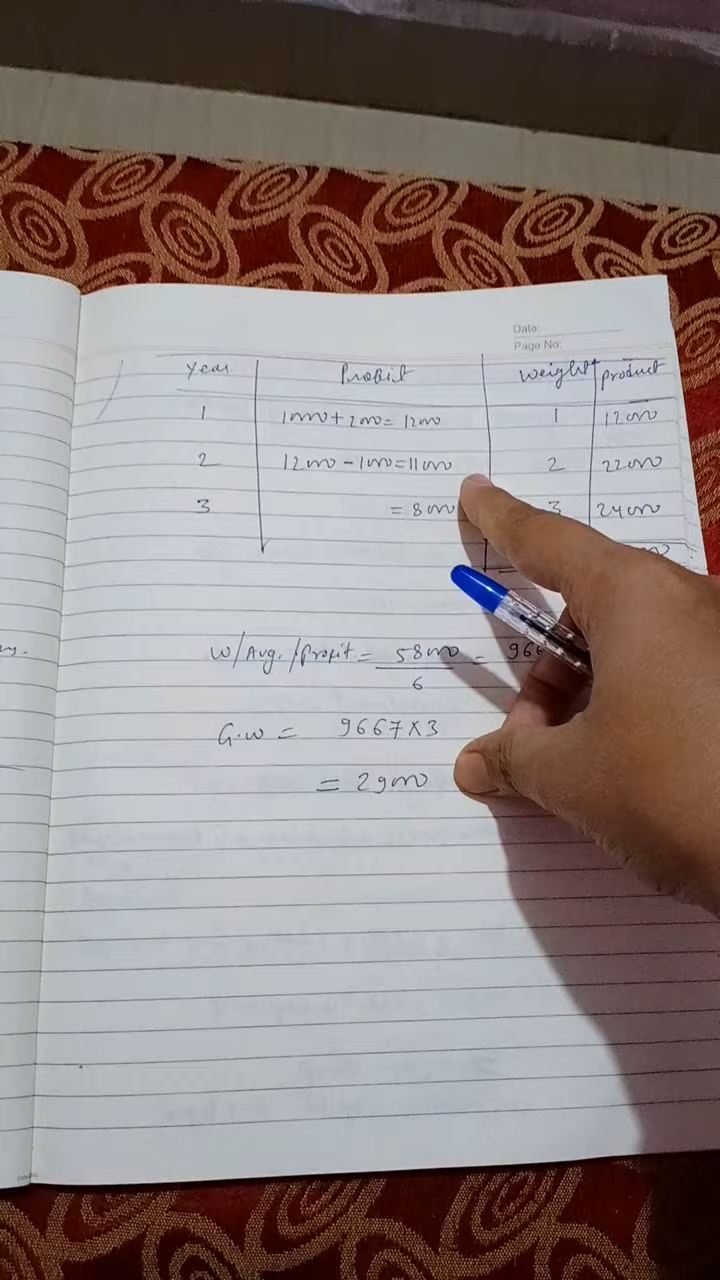 Date:
Page No:
Year Profit Weight product
1 10000+2000=12000 1 12000
2 12000-1000=11000 2 22000
3 =8000 3 24000
W/Avg./Profit = 58000 / 6 = 966
G.W = 9667×3
= 29000